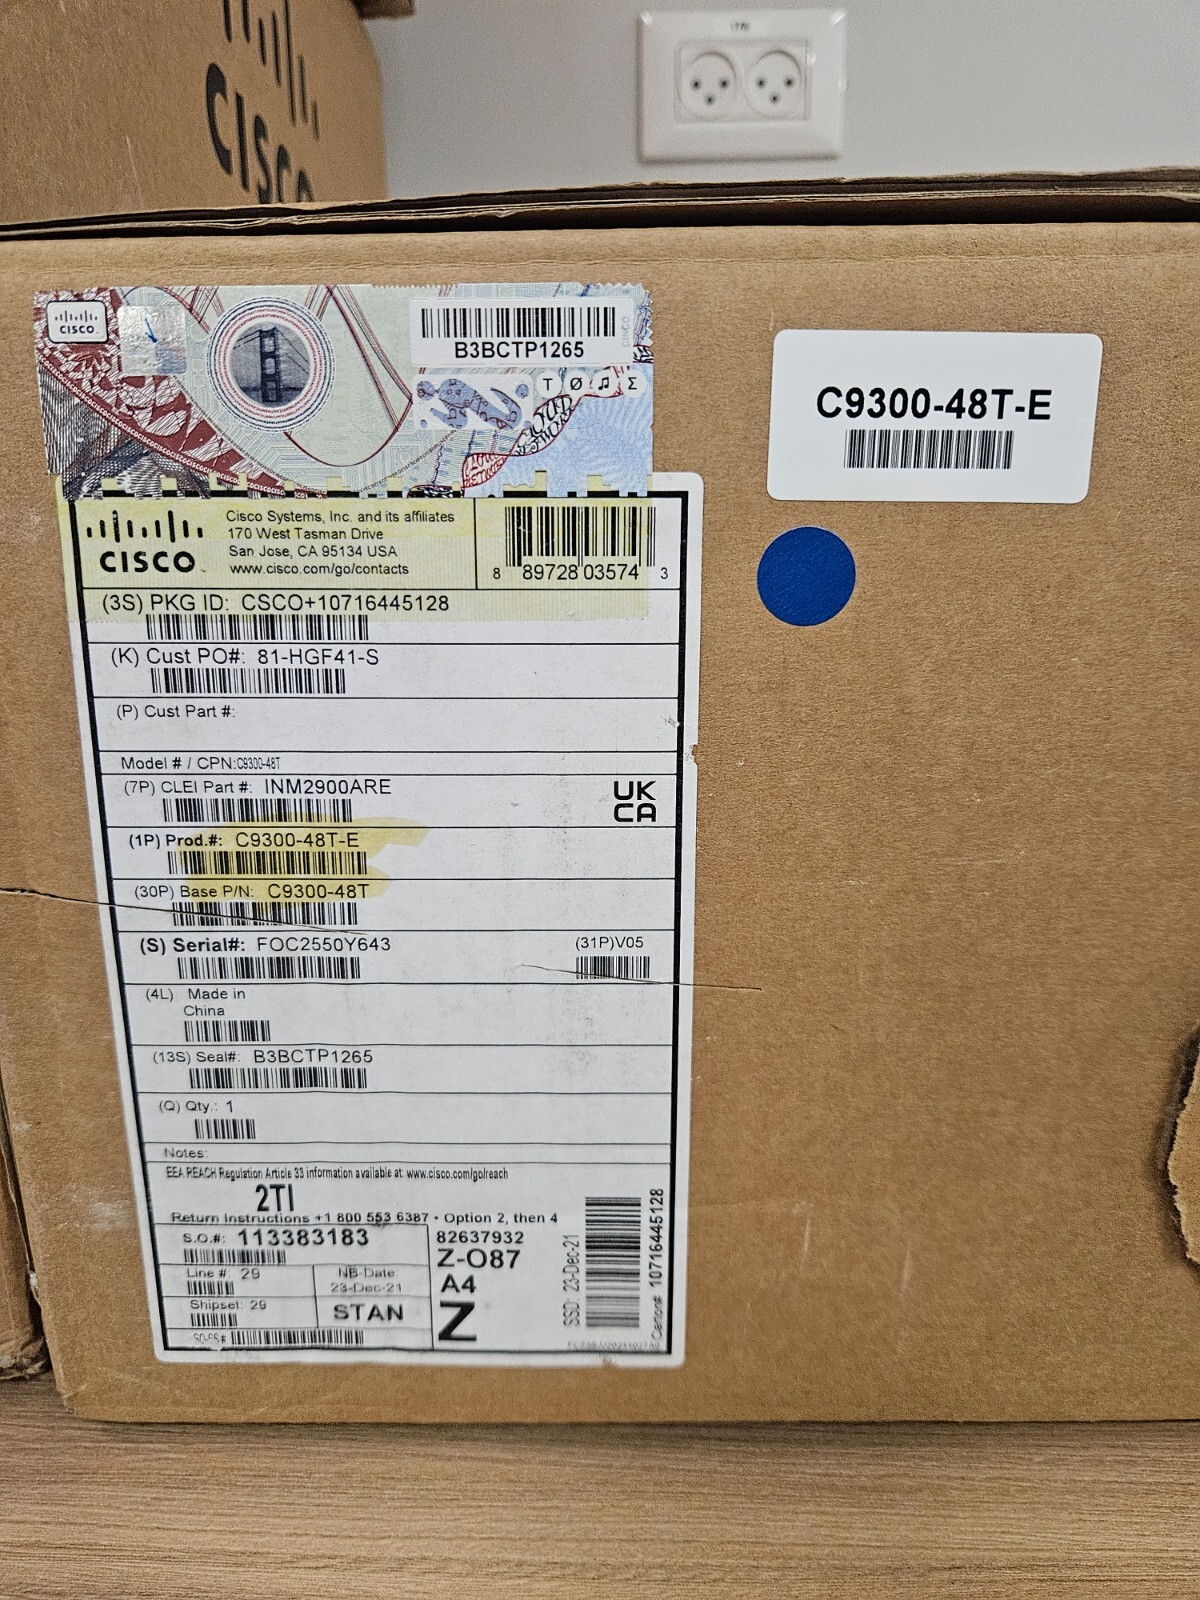 CISCO
CISCO
B3BCTP1265
CISCO
T Ø ♫ Σ
C9300-48T-E
CISCO
Cisco Systems, Inc. and its affiliates
170 West Tasman Drive
San Jose, CA 95134 USA
www.cisco.com/go/contacts
8 89728 03574 3
(3S) PKG ID: CSCO+10716445128
(K) Cust PO#: 81-HGF41-S
(P) Cust Part #:
Model # / CPN:C9300-48T
(7P) CLEI Part #: INM2900ARE
UK
CA
(1P) Prod.#: C9300-48T-E
(30P) Base P/N: C9300-48T
(S) Serial#: FOC2550Y643
(31P)V05
(4L) Made in
China
(13S) Seal#: B3BCTP1265
(Q) Qty.: 1
Notes:
EEA REACH Regulation Article 33 information available at: www.cisco.com/go/reach
2TI
Return Instructions +1 800 553 6387 • Option 2, then 4
S.O.#: 113383183
82637932
Z-O87
A4
Z
Line #: 29
NB-Date:
23-Dec-21
Shipset: 29
STAN
SO-SS#
SSD: 23-Dec-21
Carton# 10716445128